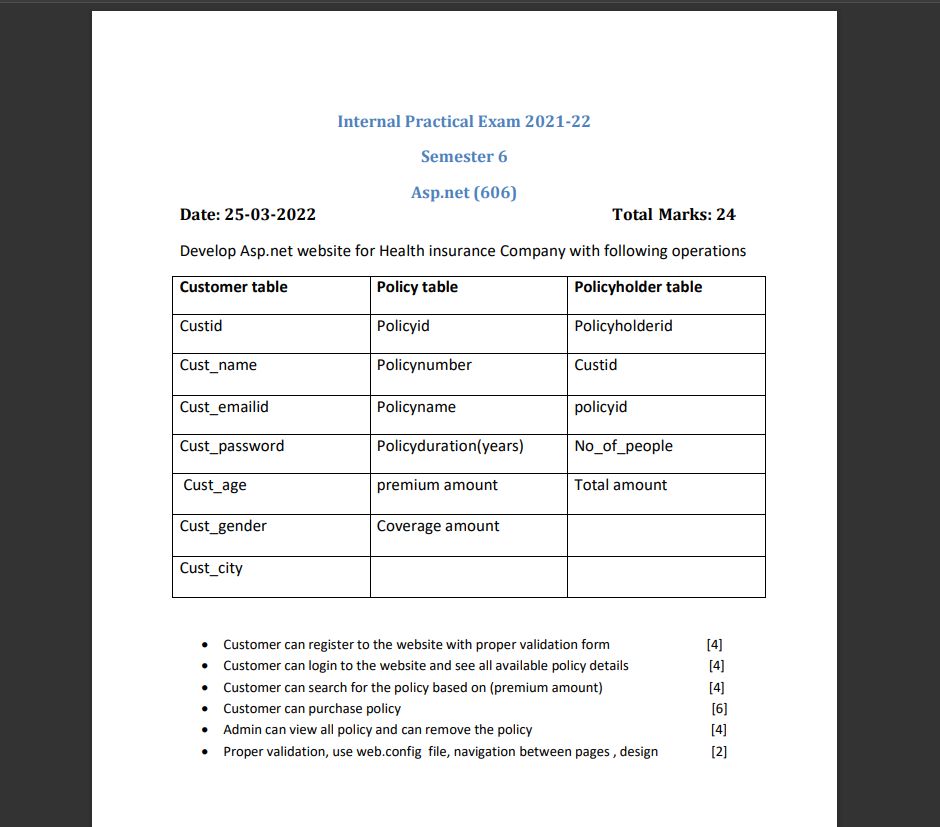 Internal Practical Exam 2021-22
Semester 6
Asp.net (606)
Date: 25-03-2022 Total Marks: 24
Develop Asp.net website for Health insurance Company with following operations
Customer table Policy table Policyholder table
Custid Policyid Policyholderid
Cust_name Policynumber Custid
Cust_emailid Policyname policyid
Cust_password Policyduration(years) No_of_people
Cust_age premium amount Total amount
Cust_gender Coverage amount
Cust_city
• Customer can register to the website with proper validation form [4]
• Customer can login to the website and see all available policy details [4]
• Customer can search for the policy based on (premium amount) [4]
• Customer can purchase policy [6]
• Admin can view all policy and can remove the policy [4]
• Proper validation, use web.config file, navigation between pages , design [2]